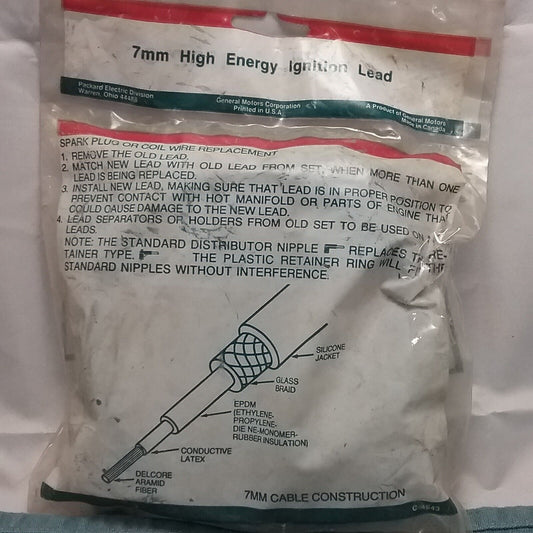 7mm High Energy Ignition Lead
Packard Electric Division
Warren, Ohio 44486
General Motors Corporation
Printed in U.S.A.
A Product of General Motors
Made in Canada
SPARK PLUG OR COIL WIRE REPLACEMENT
1. REMOVE THE OLD LEAD.
2. MATCH NEW LEAD WITH OLD LEAD FROM SET, WHEN MORE THAN ONE
LEAD IS BEING REPLACED.
3. INSTALL NEW LEAD, MAKING SURE THAT LEAD IS IN PROPER POSITION TO
PREVENT CONTACT WITH HOT MANIFOLD OR PARTS OF ENGINE THAT
COULD CAUSE DAMAGE TO THE NEW LEAD.
4. LEAD SEPARATORS OR HOLDERS FROM OLD SET TO BE USED ON
LEADS.
NOTE: THE STANDARD DISTRIBUTOR NIPPLE REPLACES THE RE-
TAINER TYPE. THE PLASTIC RETAINER RING WILL FIT THE
STANDARD NIPPLES WITHOUT INTERFERENCE.
SILICONE
JACKET
GLASS
BRAID
EPDM
(ETHYLENE-
PROPYLENE-
DIE NE-MONOMER-
RUBBER INSULATION)
CONDUCTIVE
LATEX
DELCORE
ARAMID
FIBER
7MM CABLE CONSTRUCTION